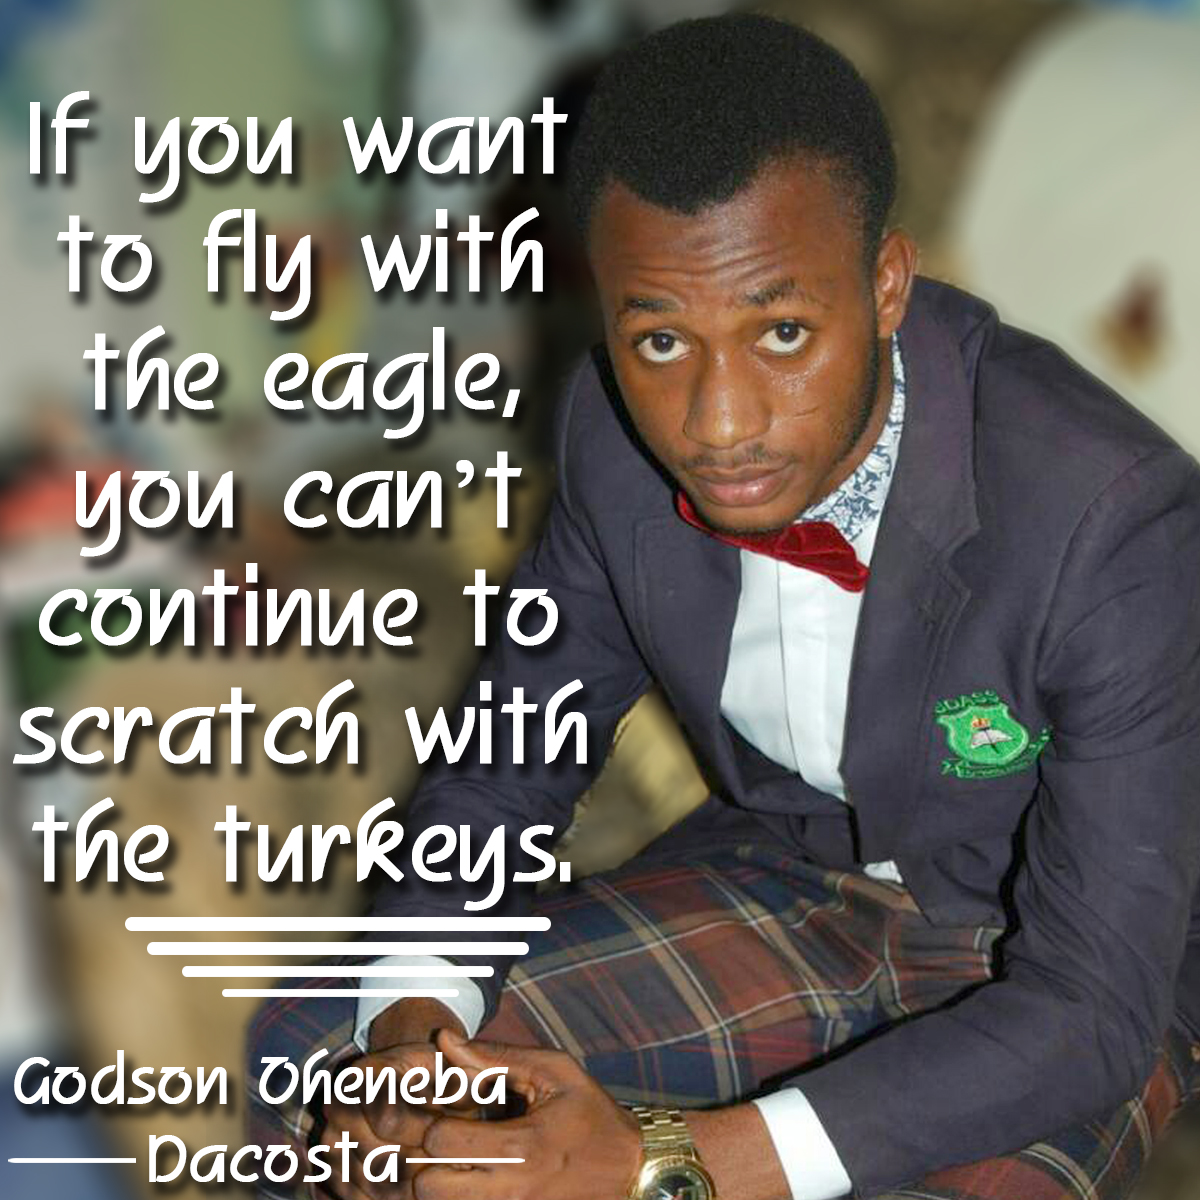 If you want
to fly with
the eagle,
you can't
continue to
scratch with
the turkeys.
Godson Oheneba
Dacosta